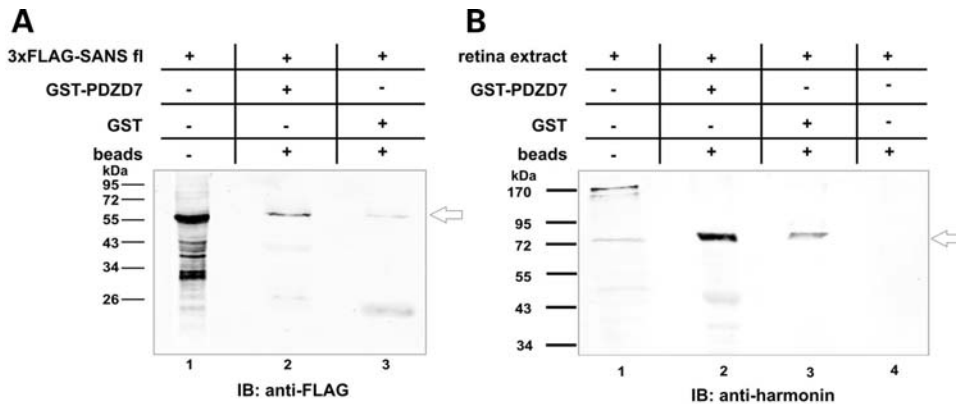 A
3xFLAG-SANS fl + + +
GST-PDZD7 - + -
GST - - +
beads - + +
kDa
95
72
55
43
34
26
1 2 3
IB: anti-FLAG
B
retina extract + + + +
GST-PDZD7 - + - -
GST - - + -
beads - + + +
kDa
170
95
72
55
43
34
1 2 3 4
IB: anti-harmonin